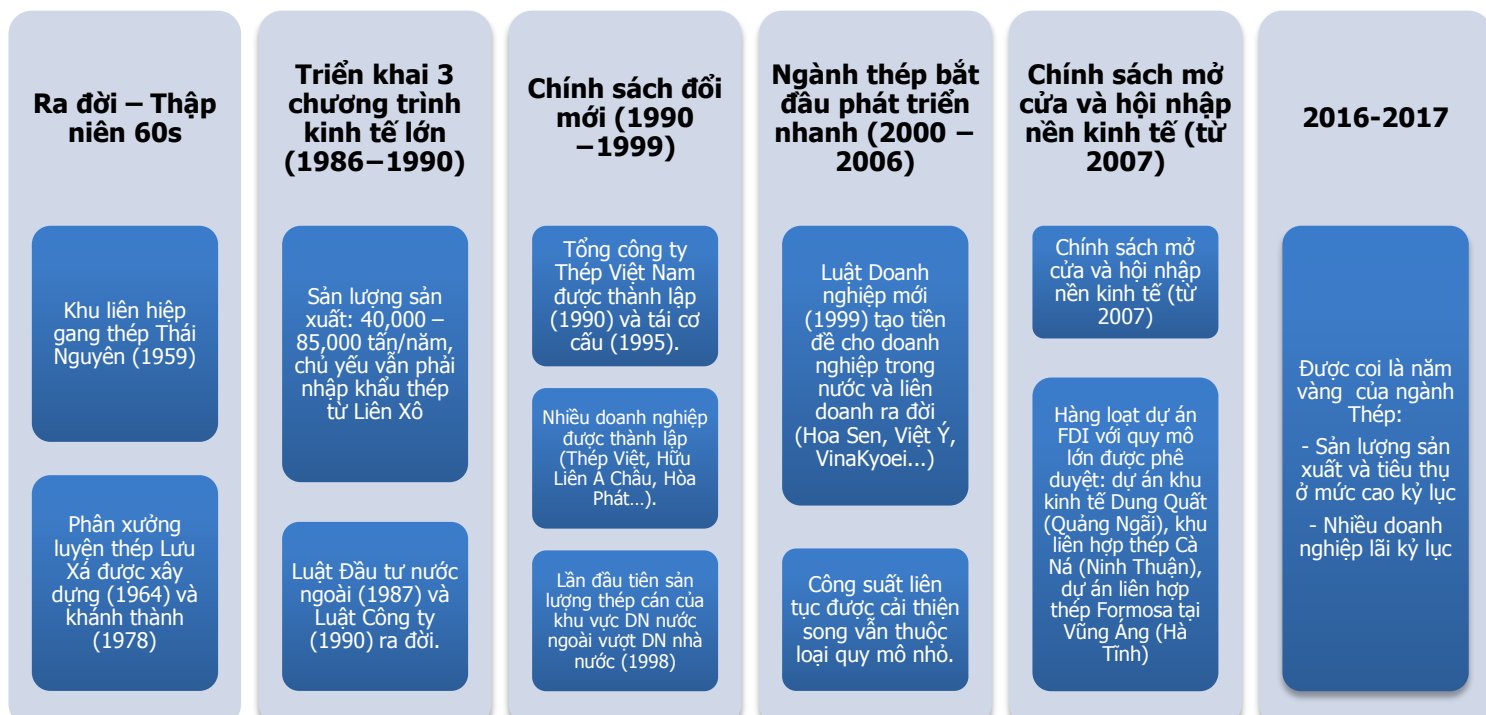 Ra đời – Thập
niên 60s
Khu liên hiệp
gang thép Thái
Nguyên (1959)
Phân xưởng
luyện thép Lưu
Xá được xây
dựng (1964) và
khánh thành
(1978)
Triển khai 3
chương trình
kinh tế lớn
(1986−1990)
Sản lượng sản
xuất: 40,000 –
85,000 tấn/năm,
chủ yếu vẫn phải
nhập khẩu thép
từ Liên Xô
Luật Đầu tư nước
ngoài (1987) và
Luật Công ty
(1990) ra đời.
Chính sách đổi
mới (1990
−1999)
Tổng công ty
Thép Việt Nam
được thành lập
(1990) và tái cơ
cấu (1995).
Nhiều doanh nghiệp
được thành lập
(Thép Việt, Hữu
Liên Á Châu, Hòa
Phát…).
Lần đầu tiên sản
lượng thép cán của
khu vực DN nước
ngoài vượt DN nhà
nước (1998)
Ngành thép bắt
đầu phát triển
nhanh (2000 –
2006)
Luật Doanh
nghiệp mới
(1999) tạo tiền
đề cho doanh
nghiệp trong
nước và liên
doanh ra đời
(Hoa Sen, Việt Ý,
VinaKyoei...)
Công suất liên
tục được cải thiện
song vẫn thuộc
loại quy mô nhỏ.
Chính sách mở
cửa và hội nhập
nền kinh tế (từ
2007)
Chính sách mở
cửa và hội nhập
nền kinh tế (từ
2007)
Hàng loạt dự án
FDI với quy mô
lớn được phê
duyệt: dự án khu
kinh tế Dung Quất
(Quảng Ngãi), khu
liên hợp thép Cà
Ná (Ninh Thuận),
dự án liên hợp
thép Formosa tại
Vũng Áng (Hà
Tĩnh)
2016-2017
Được coi là năm
vàng của ngành
Thép:
- Sản lượng sản
xuất và tiêu thụ
ở mức cao kỷ lục
- Nhiều doanh
nghiệp lãi kỷ lục